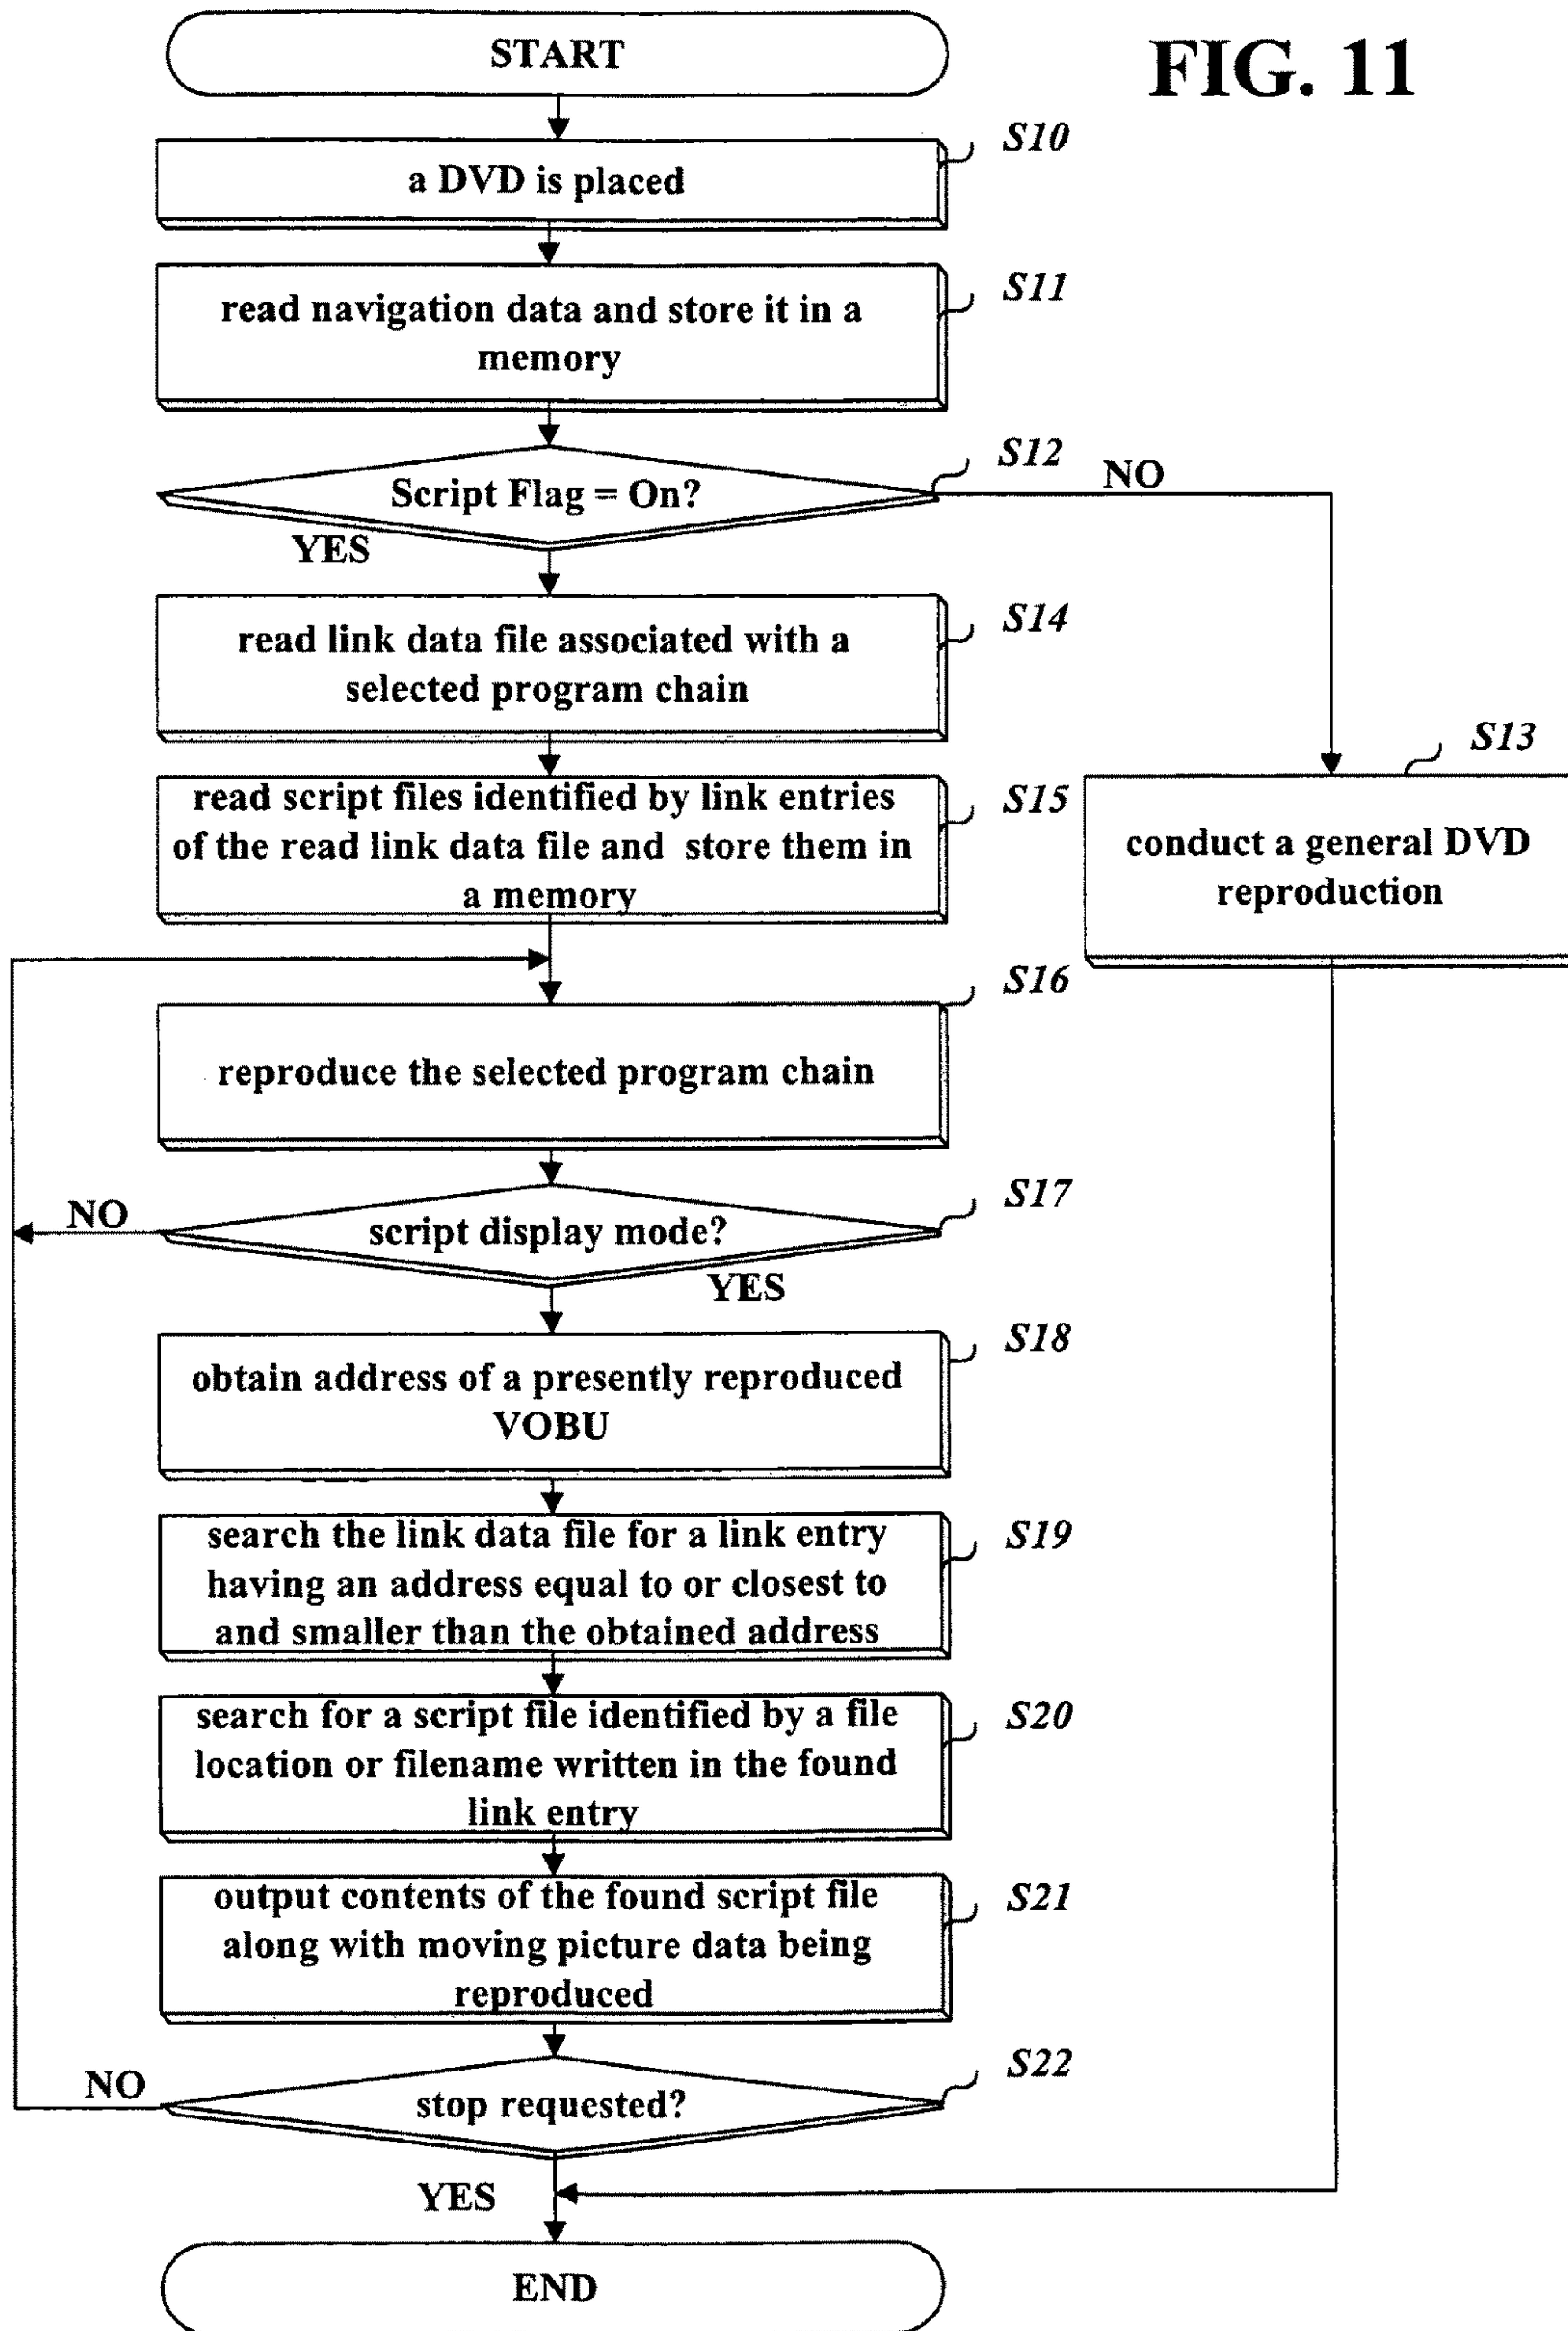 START
FIG. 11
S10
a DVD is placed
S11
read navigation data and store it in a
memory
S12
Script Flag = On?
NO
YES
S14
read link data file associated with a
selected program chain
S13
conduct a general DVD
reproduction
S15
read script files identified by link entries
of the read link data file and store them in
a memory
S16
reproduce the selected program chain
S17
script display mode?
NO
YES
S18
obtain address of a presently reproduced
VOBU
S19
search the link data file for a link entry
having an address equal to or closest to
and smaller than the obtained address
S20
search for a script file identified by a file
location or filename written in the found
link entry
S21
output contents of the found script file
along with moving picture data being
reproduced
S22
stop requested?
NO
YES
END